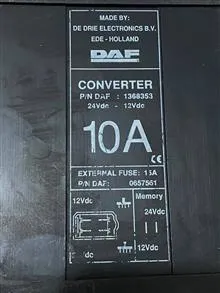 MADE BY:
DE DRIE ELECTRONICS B.V.
EDE - HOLLAND
DAF
CONVERTER
P/N DAF : 1368353
24Vdc - 12Vdc
10A
CE
EXTERNAL FUSE: 15A
P/N DAF: 0657561
12Vdc
Memory
24Vdc
12Vdc
12Vdc